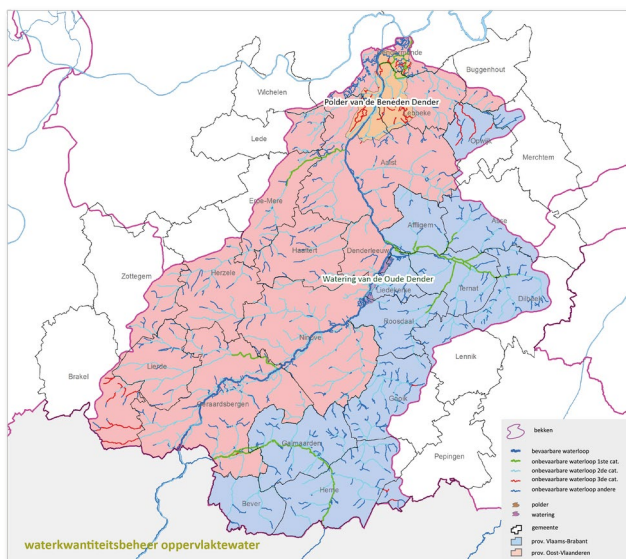 Buggenhout
Wichelen
Polder van de Beneden Dender
Lede
Opwijk
Merchtem
Aalst
Erpe-Mere
Affligem
Asse
Haaltert
Denderleeuw
Zottegem
Herzele
Watering van de Oude Dender
Liedekerke
Ternat
Dilbeek
Roosdaal
Ninove
Lennik
Lierde
Brakel
Geraardsbergen
Gooik
Galmaarden
Pepingen
Herne
Bever
bekken
bevaarbare waterloop
onbevaarbare waterloop 1ste cat.
onbevaarbare waterloop 2de cat.
onbevaarbare waterloop 3de cat.
onbevaarbare waterloop andere
polder
watering
gemeente
prov. Vlaams-Brabant
prov. Oost-Vlaanderen
waterkwantiteitsbeheer oppervlaktewater